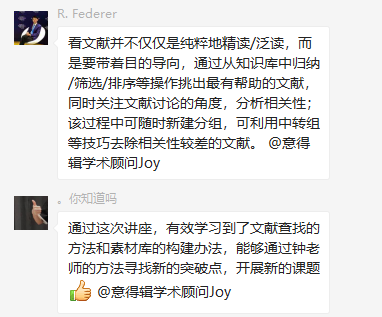 R. Federer
看文献并不仅仅是纯粹地精读/泛读，而
是要带着目的导向，通过从知识库中归纳
/筛选/排序等操作挑出最有帮助的文献，
同时关注文献讨论的角度，分析相关性；
该过程中可随时新建分组，可利用中转组
等技巧去除相关性较差的文献。 @意得
辑学术顾问Joy
。你知道吗
通过这次讲座，有效学习到了文献查找的
方法和素材库的构建办法，能够通过钟老
师的方法寻找新的突破点，开展新的课题
👍 @意得辑学术顾问Joy